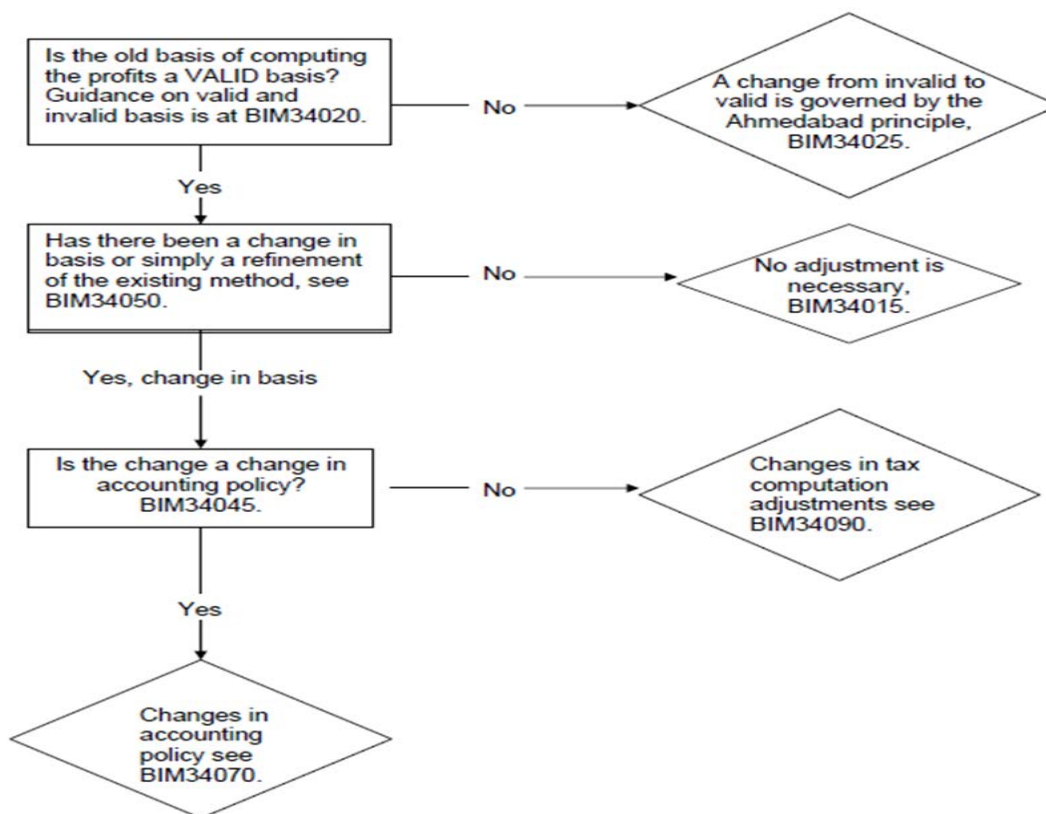 Is the old basis of computing
the profits a VALID basis?
Guidance on valid and
invalid basis is at BIM34020.
No
A change from invalid to
valid is governed by the
Ahmedabad principle,
BIM34025.
Yes
Has there been a change in
basis or simply a refinement
of the existing method, see
BIM34050.
No
No adjustment is
necessary,
BIM34015.
Yes, change in basis
Is the change a change in
accounting policy?
BIM34045.
No
Changes in tax
computation
adjustments see
BIM34090.
Yes
Changes in
accounting
policy see
BIM34070.